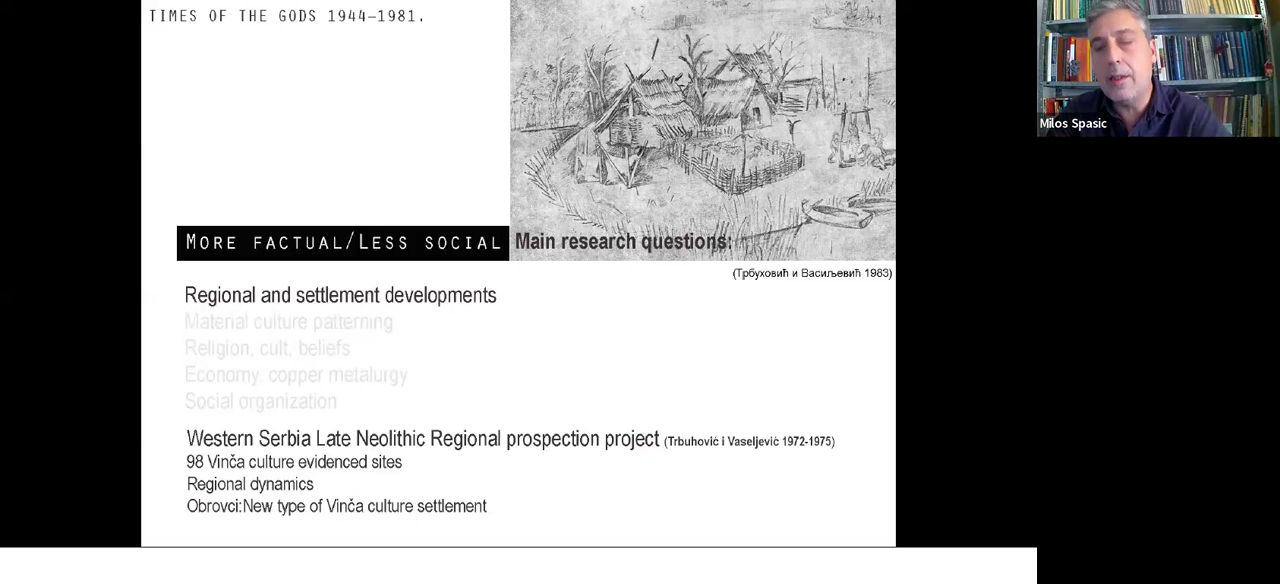 TIMES OF THE GODS 1944–1981.
Milos Spasic
MORE FACTUAL/LESS SOCIAL Main research questions:
(Трбуховић и Васиљевић 1983)
Regional and settlement developments
Material culture patterning
Religion, cult, beliefs
Economy, copper metalurgy
Social organization
Western Serbia Late Neolithic Regional prospection project (Trbuhović i Vaseljević 1972-1975)
98 Vinča culture evidenced sites
Regional dynamics
Obrovci:New type of Vinča culture settlement